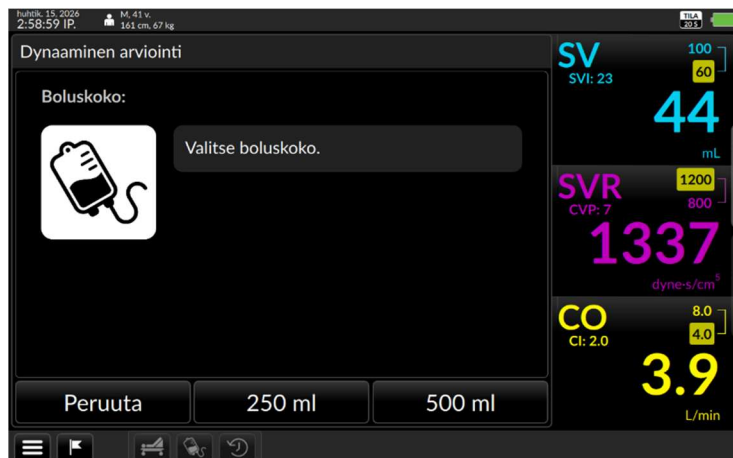 huhtik. 15, 2026
2:58:59 IP.
M, 41 v.
161 cm, 67 kg
TILA
20 S
Dynaaminen arviointi
Boluskoko:
Valitse boluskoko.
Peruuta
250 ml
500 ml
SV
SVI: 23
100
60
44
mL
SVR
CVP: 7
1200
800
1337
dyne·s/cm⁵
CO
CI: 2.0
8.0
4.0
3.9
L/min